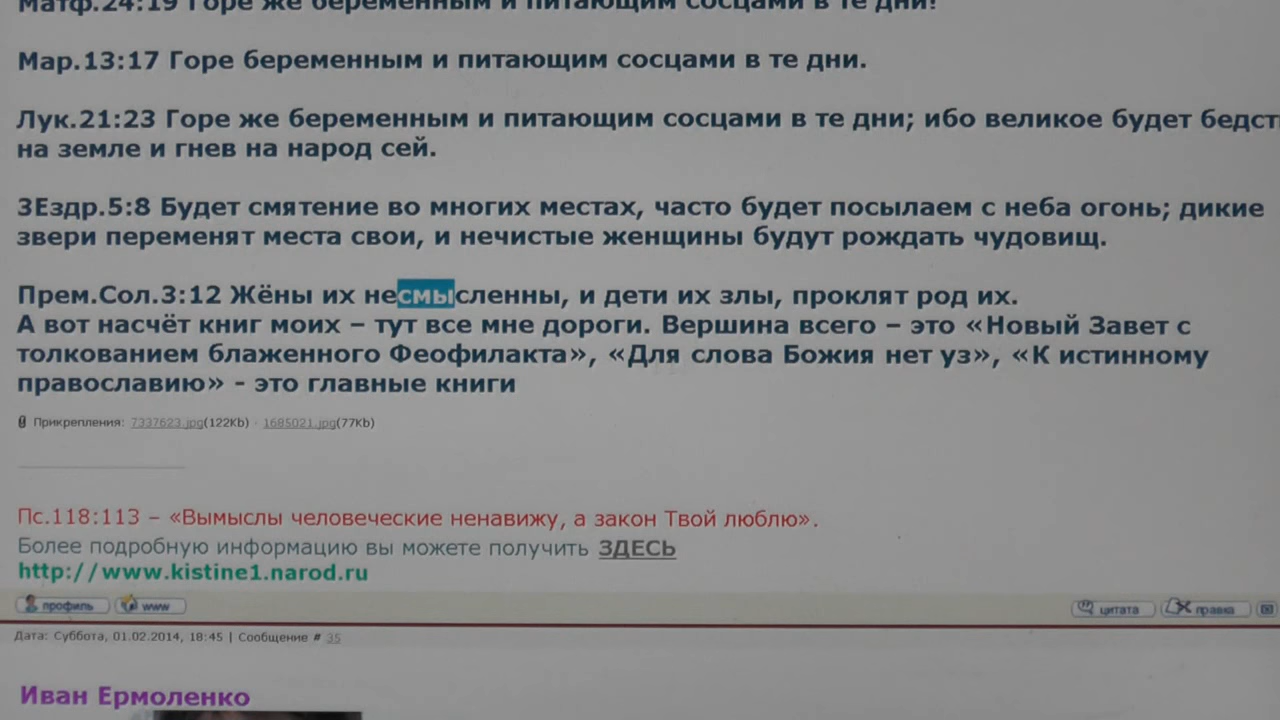 Матф.24:19 Горе же беременным и питающим сосцами в те дни!
Мар.13:17 Горе беременным и питающим сосцами в те дни.
Лук.21:23 Горе же беременным и питающим сосцами в те дни; ибо великое будет бедст
на земле и гнев на народ сей.
3Ездр.5:8 Будет смятение во многих местах, часто будет посылаем с неба огонь; дикие
звери переменят места свои, и нечистые женщины будут рождать чудовищ.
Прем.Сол.3:12 Жёны их несмысленны, и дети их злы, проклят род их.
А вот насчёт книг моих – тут все мне дороги. Вершина всего – это «Новый Завет с
толкованием блаженного Феофилакта», «Для слова Божия нет уз», «К истинному
православию» - это главные книги
Прикрепления: 7337623.jpg(122Kb) · 1685021.jpg(77Kb)
Пс.118:113 – «Вымыслы человеческие ненавижу, а закон Твой люблю».
Более подробную информацию вы можете получить ЗДЕСЬ
http://www.kistine1.narod.ru
профиль www цитата правка
Дата: Суббота, 01.02.2014, 18:45 | Сообщение # 35
Иван Ермоленко